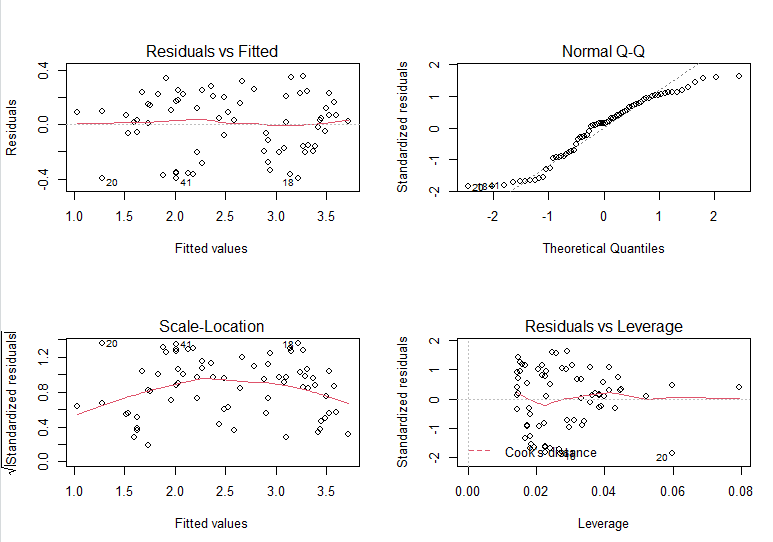 Residuals vs Fitted
Residuals
0.4
0.0
-0.4
20
41
18
1.0 1.5 2.0 2.5 3.0 3.5
Fitted values
Normal Q-Q
Standardized residuals
2
1
0
-1
-2
20 18 41
-2 -1 0 1 2
Theoretical Quantiles
Scale-Location
√|Standardized residuals|
1.2
0.8
0.4
0.0
20
41
18
1.0 1.5 2.0 2.5 3.0 3.5
Fitted values
Residuals vs Leverage
Standardized residuals
2
1
0
-1
-2
Cook's distance
18
20
0.00 0.02 0.04 0.06 0.08
Leverage